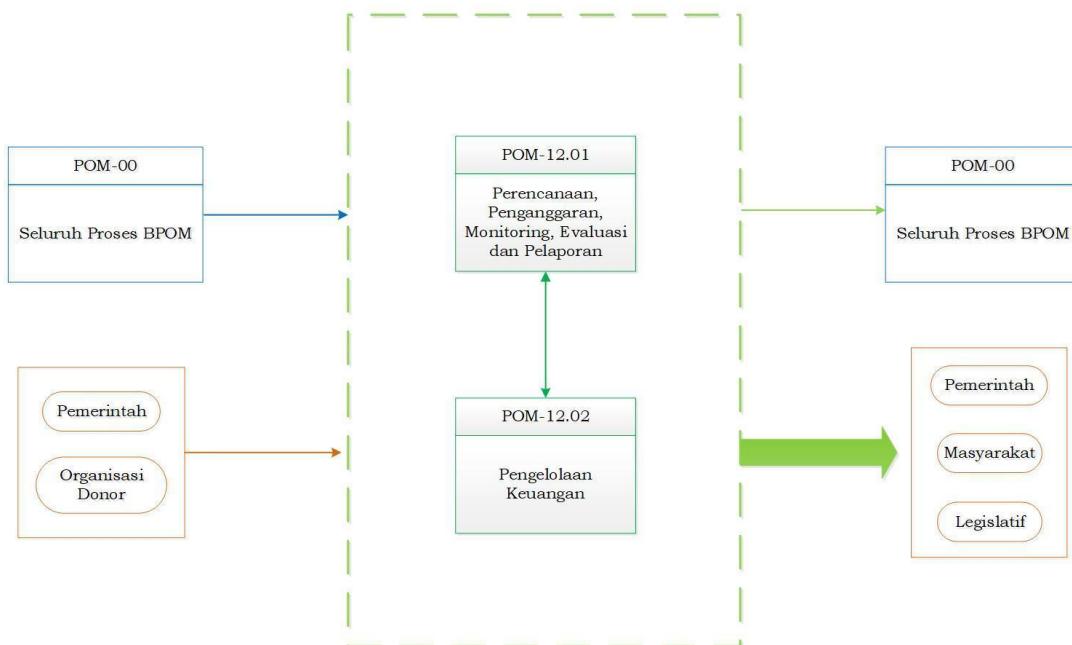 POM-00
Seluruh Proses BPOM
Pemerintah
Organisasi
Donor
POM-12.01
Perencanaan,
Penganggaran,
Monitoring, Evaluasi
dan Pelaporan
POM-12.02
Pengelolaan
Keuangan
POM-00
Seluruh Proses BPOM
Pemerintah
Masyarakat
Legislatif